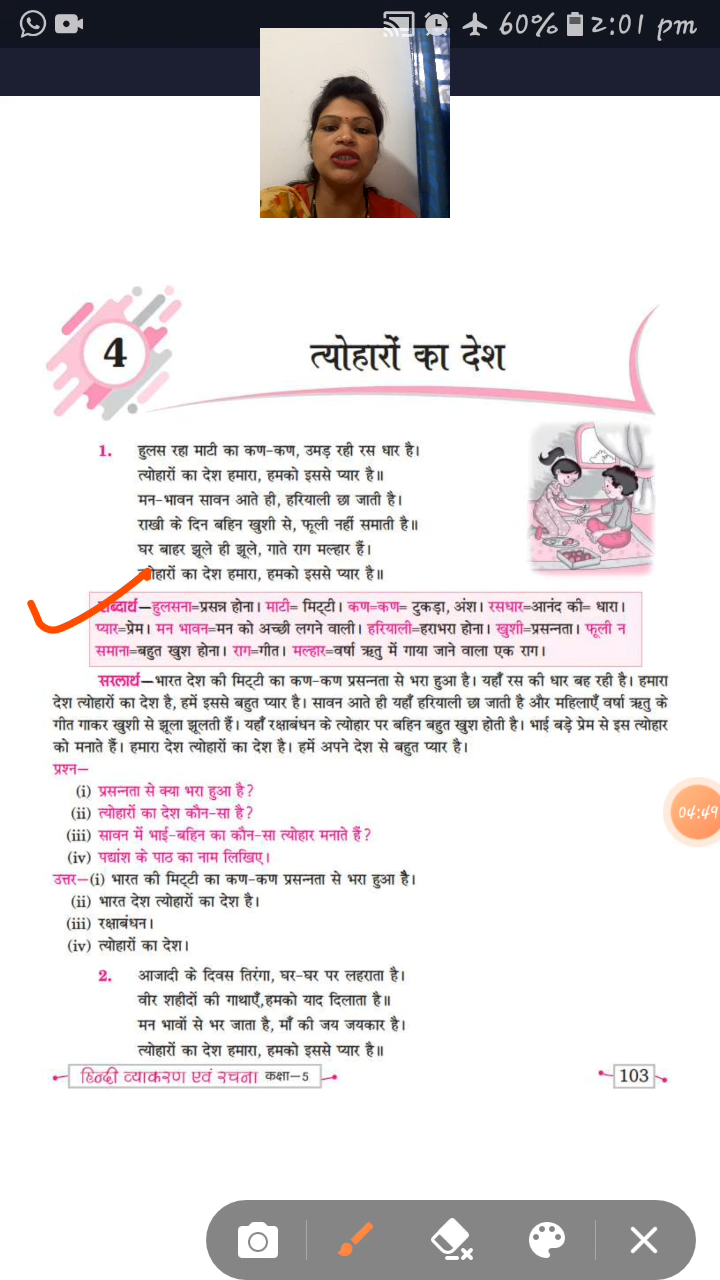 60% 2:01 pm
4
त्योहारों का देश
1. हुलस रहा माटी का कण-कण, उमड़ रही रस धार है।
त्योहारों का देश हमारा, हमको इससे प्यार है॥
मन-भावन सावन आते ही, हरियाली छा जाती है।
राखी के दिन बहिन खुशी से, फूली नहीं समाती है॥
घर बाहर झूले ही झूले, गाते राग मल्हार हैं।
त्योहारों का देश हमारा, हमको इससे प्यार है॥
शब्दार्थ—हुलसना=प्रसन्न होना। माटी= मिट्टी। कण=कण= टुकड़ा, अंश। रसधार=आनंद की= धारा।
प्यार=प्रेम। मन भावन=मन को अच्छी लगने वाली। हरियाली=हराभरा होना। खुशी=प्रसन्नता। फूली न
समाना=बहुत खुश होना। राग=गीत। मल्हार=वर्षा ऋतु में गाया जाने वाला एक राग।
सरलार्थ—भारत देश की मिट्टी का कण-कण प्रसन्नता से भरा हुआ है। यहाँ रस की धार बह रही है। हमारा
देश त्योहारों का देश है, हमें इससे बहुत प्यार है। सावन आते ही यहाँ हरियाली छा जाती है और महिलाएँ वर्षा ऋतु के
गीत गाकर खुशी से झूला झूलती हैं। यहाँ रक्षाबंधन के त्योहार पर बहिन बहुत खुश होती है। भाई बड़े प्रेम से इस त्योहार
को मनाते हैं। हमारा देश त्योहारों का देश है। हमें अपने देश से बहुत प्यार है।
प्रश्न—
(i) प्रसन्नता से क्या भरा हुआ है?
(ii) त्योहारों का देश कौन-सा है?
(iii) सावन में भाई-बहिन का कौन-सा त्योहार मनाते हैं?
(iv) पद्यांश के पाठ का नाम लिखिए।
04:49
उत्तर—(i) भारत की मिट्टी का कण-कण प्रसन्नता से भरा हुआ है।
(ii) भारत देश त्योहारों का देश है।
(iii) रक्षाबंधन।
(iv) त्योहारों का देश।
2. आजादी के दिवस तिरंगा, घर-घर पर लहराता है।
वीर शहीदों की गाथाएँ,हमको याद दिलाता है॥
मन भावों से भर जाता है, माँ की जय जयकार है।
त्योहारों का देश हमारा, हमको इससे प्यार है॥
हिन्दी व्याकरण एवं रचना कक्षा—5
103